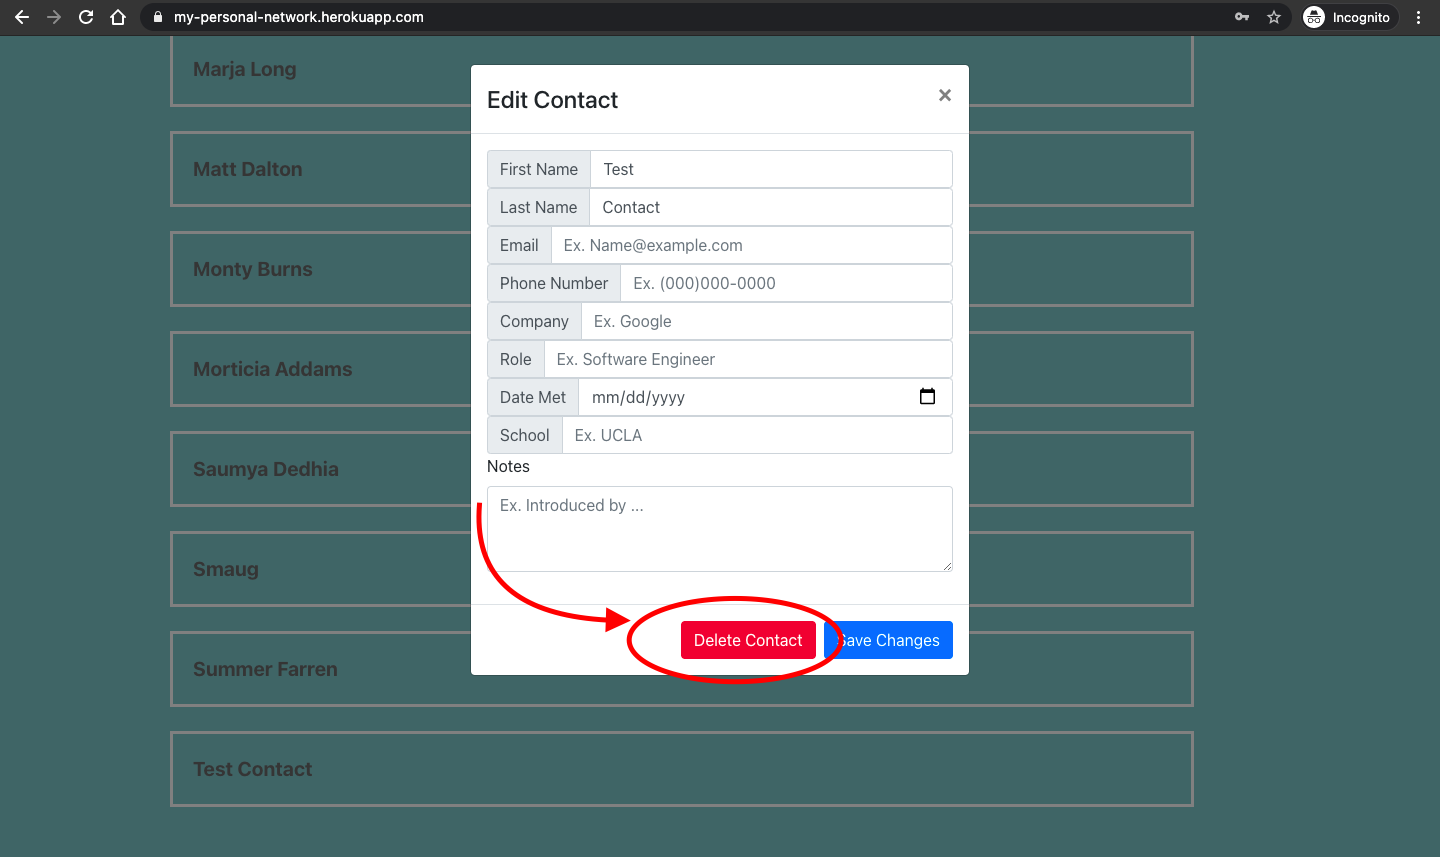 my-personal-network.herokuapp.com
Incognito
Marja Long
Matt Dalton
Monty Burns
Morticia Addams
Saumya Dedhia
Smaug
Summer Farren
Test Contact
Edit Contact
×
First Name Test
Last Name Contact
Email Ex. Name@example.com
Phone Number Ex. (000)000-0000
Company Ex. Google
Role Ex. Software Engineer
Date Met mm/dd/yyyy
School Ex. UCLA
Notes
Ex. Introduced by ...
Delete Contact Save Changes